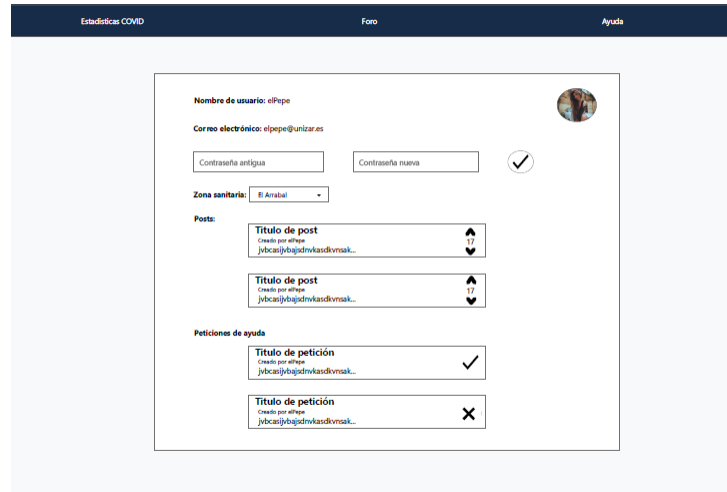 Estadísticas COVID
Foro
Ayuda
Nombre de usuario: elPepe
Correo electrónico: elpepe@unizar.es
Contraseña antigua
Contraseña nueva
Zona sanitaria: El Arrabal
Posts:
Titulo de post
Creado por elPepe
17
jvbcasijvbajsdnvkasdkvnsak...
Titulo de post
Creado por elPepe
17
jvbcasijvbajsdnvkasdkvnsak...
Peticiones de ayuda
Titulo de petición
Creado por elPepe
jvbcasijvbajsdnvkasdkvnsak...
Titulo de petición
Creado por elPepe
jvbcasijvbajsdnvkasdkvnsak...